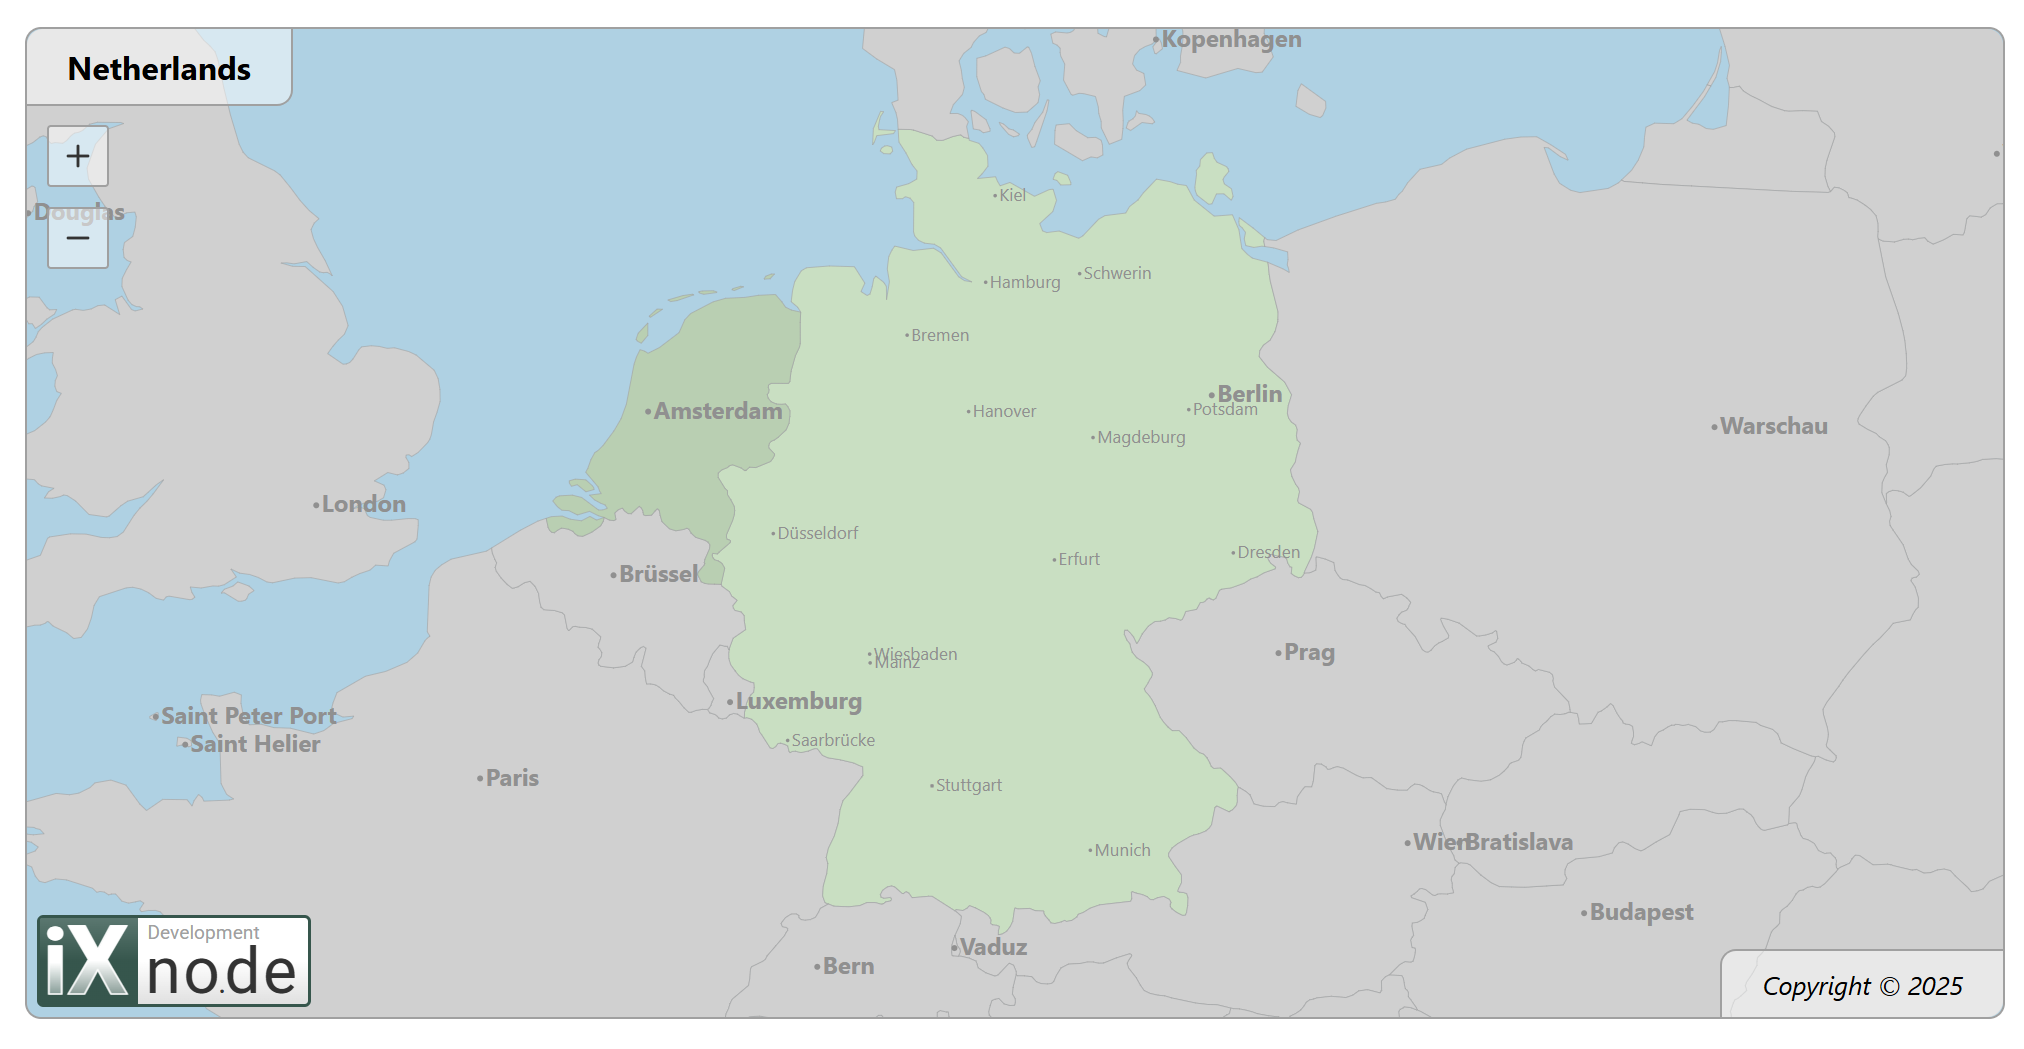 Netherlands
Kopenhagen
+
Douglas
−
Kiel
Hamburg
Schwerin
Bremen
Berlin
Potsdam
Amsterdam
Hanover
Magdeburg
Warschau
London
Düsseldorf
Erfurt
Dresden
Brüssel
Wiesbaden
Mainz
Prag
Luxemburg
Saint Peter Port
Saint Helier
Saarbrücke
Paris
Stuttgart
Munich
Wien
Bratislava
Budapest
Vaduz
Bern
iX
Development
no.de
Copyright © 2025